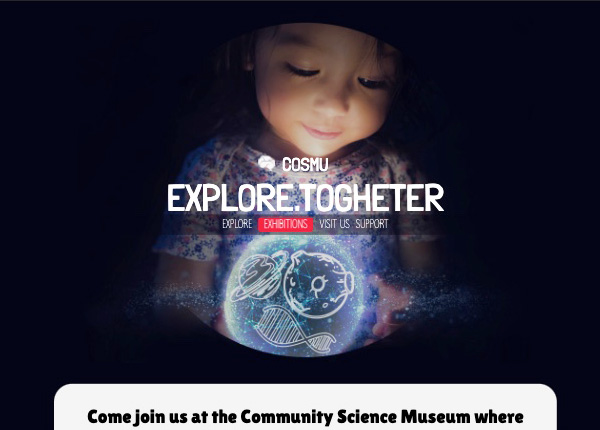 COSMU
EXPLORE.TOGHETER
EXPLORE EXHIBITIONS VISIT US SUPPORT
Come join us at the Community Science Museum where